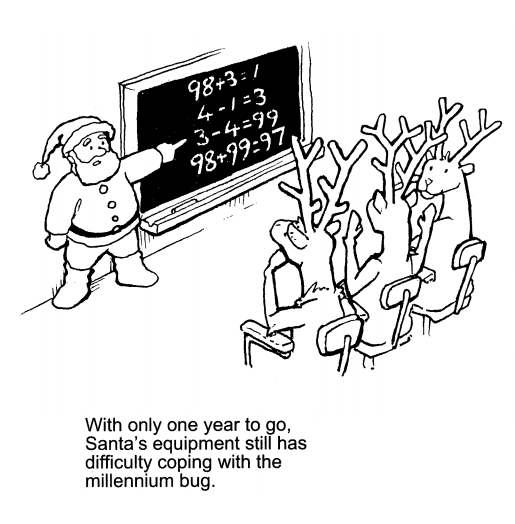 98+3=1
4-1=3
3-4=99
98+99=97
With only one year to go,
Santa's equipment still has
difficulty coping with the
millennium bug.